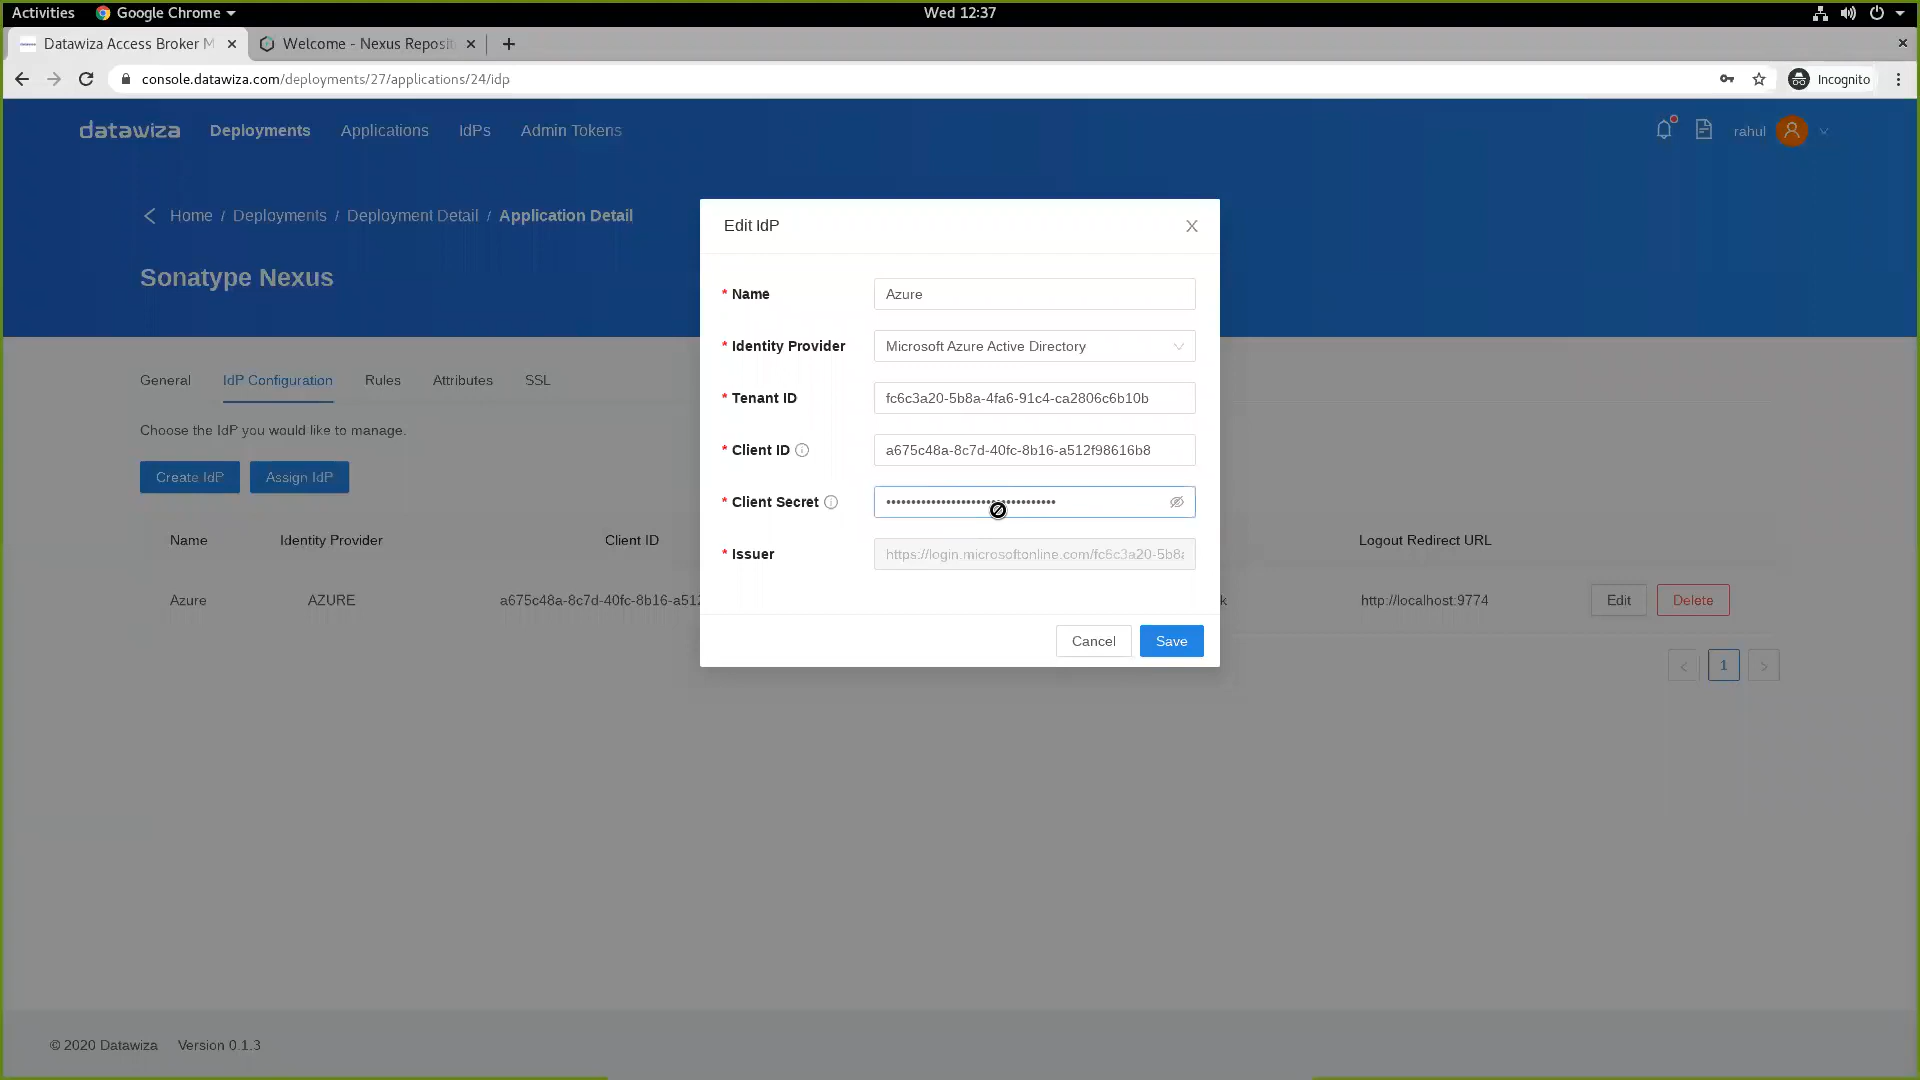 Activities Google Chrome Wed 12:37
Datawiza Access Broker M Welcome - Nexus Reposit
console.datawiza.com/deployments/27/applications/24/idp Incognito
datawiza Deployments Applications IdPs Admin Tokens rahul
Home / Deployments / Deployment Detail / Application Detail
Sonatype Nexus
General IdP Configuration Rules Attributes SSL
Choose the IdP you would like to manage.
Create IdP Assign IdP
Name Identity Provider Client ID Logout Redirect URL
Azure AZURE a675c48a-8c7d-40fc-8b16-a512 k http://localhost:9774 Edit Delete
< 1 >
Edit IdP
* Name Azure
* Identity Provider Microsoft Azure Active Directory
* Tenant ID fc6c3a20-5b8a-4fa6-91c4-ca2806c6b10b
* Client ID a675c48a-8c7d-40fc-8b16-a512f98616b8
* Client Secret ••••••••••••••••••••••••••••••••••
* Issuer https://login.microsoftonline.com/fc6c3a20-5b8a
Cancel Save
© 2020 Datawiza Version 0.1.3